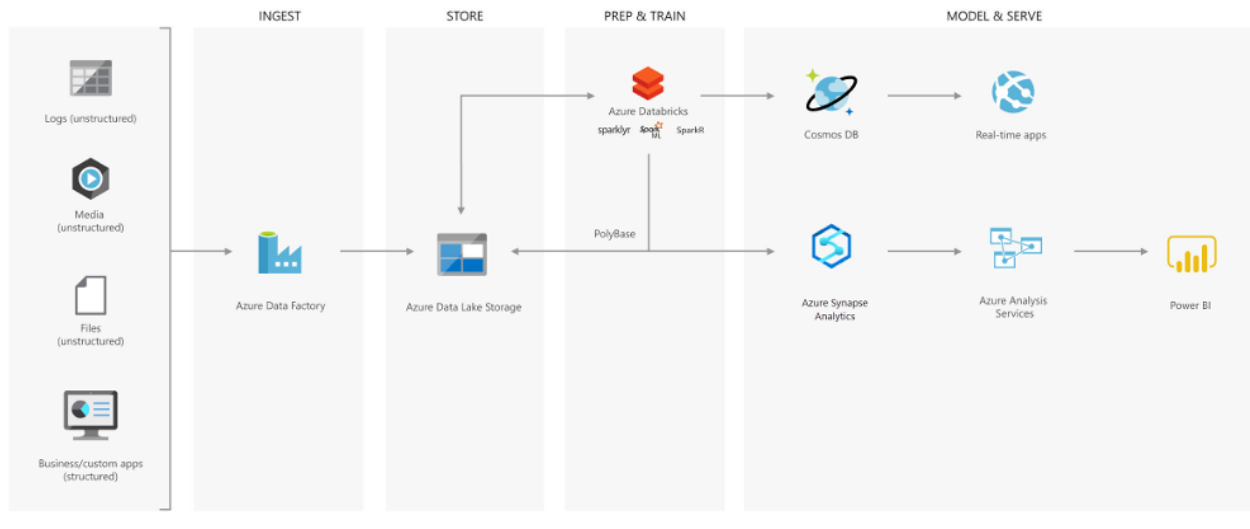 INGEST
STORE
PREP & TRAIN
MODEL & SERVE
Logs (unstructured)
Media
(unstructured)
Files
(unstructured)
Business/custom apps
(structured)
Azure Data Factory
Azure Data Lake Storage
Azure Databricks
sparklyr
Spark
ML
SparkR
PolyBase
Cosmos DB
Real-time apps
Azure Synapse
Analytics
Azure Analysis
Services
Power BI